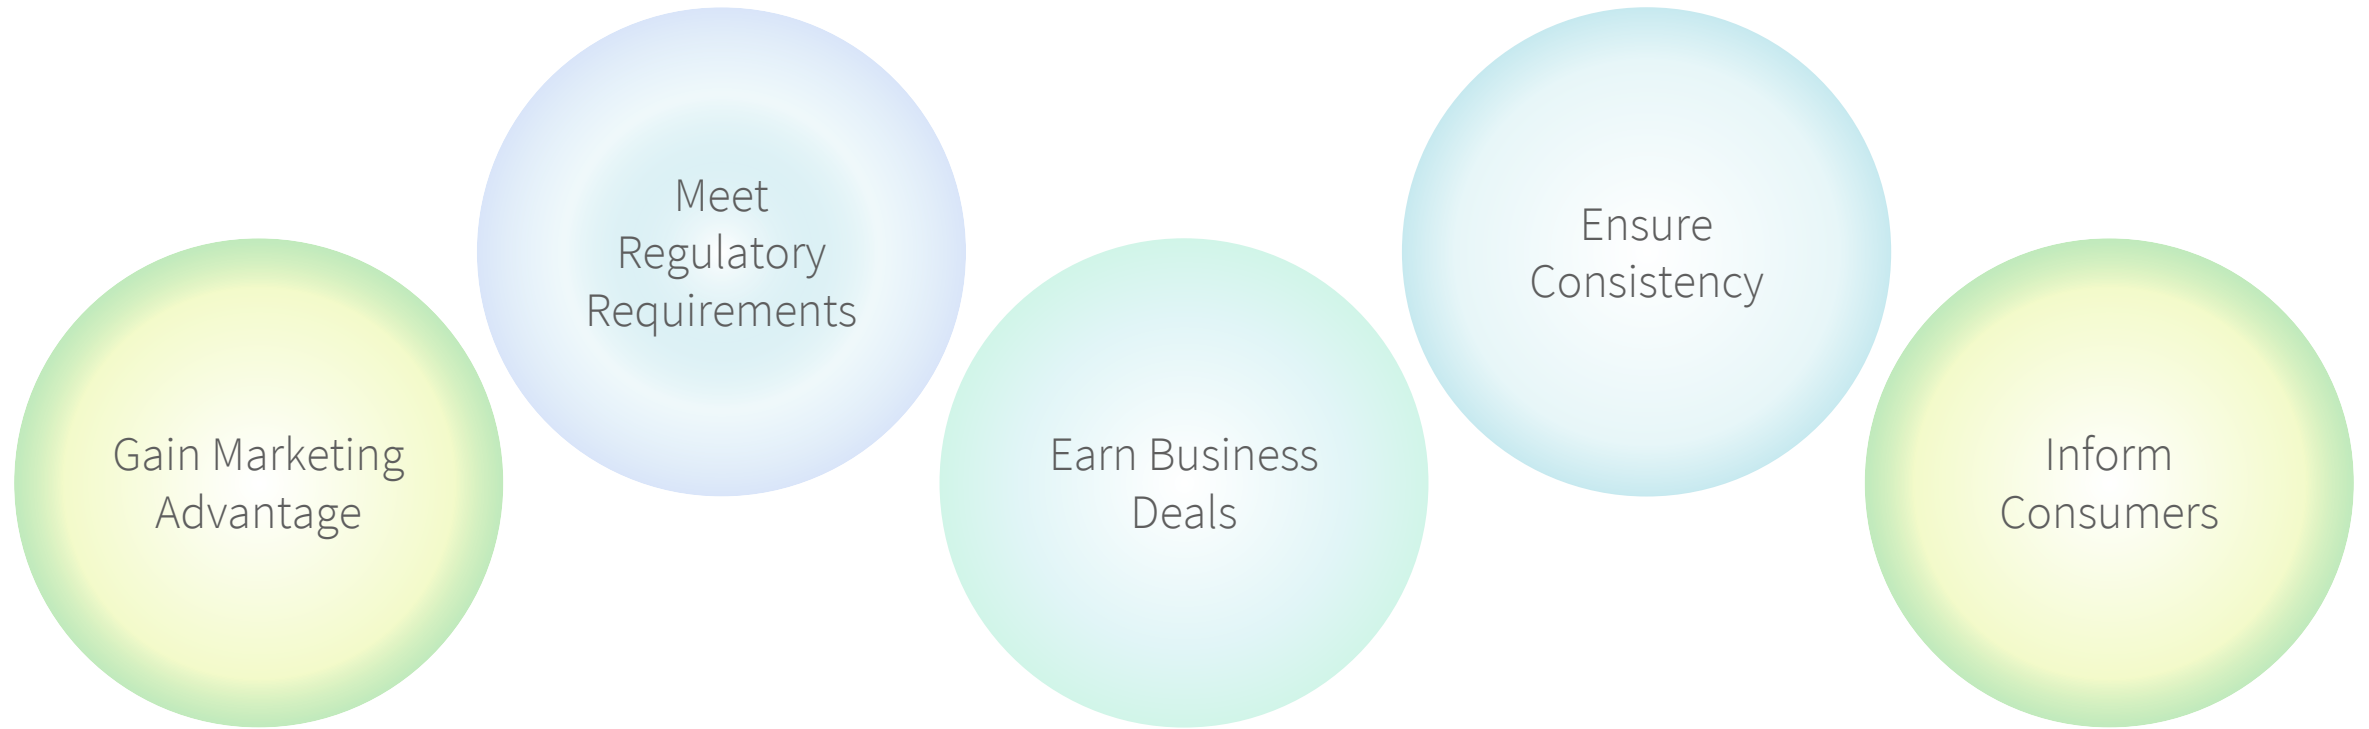 Gain Marketing
Advantage
Meet
Regulatory
Requirements
Earn Business
Deals
Ensure
Consistency
Inform
Consumers